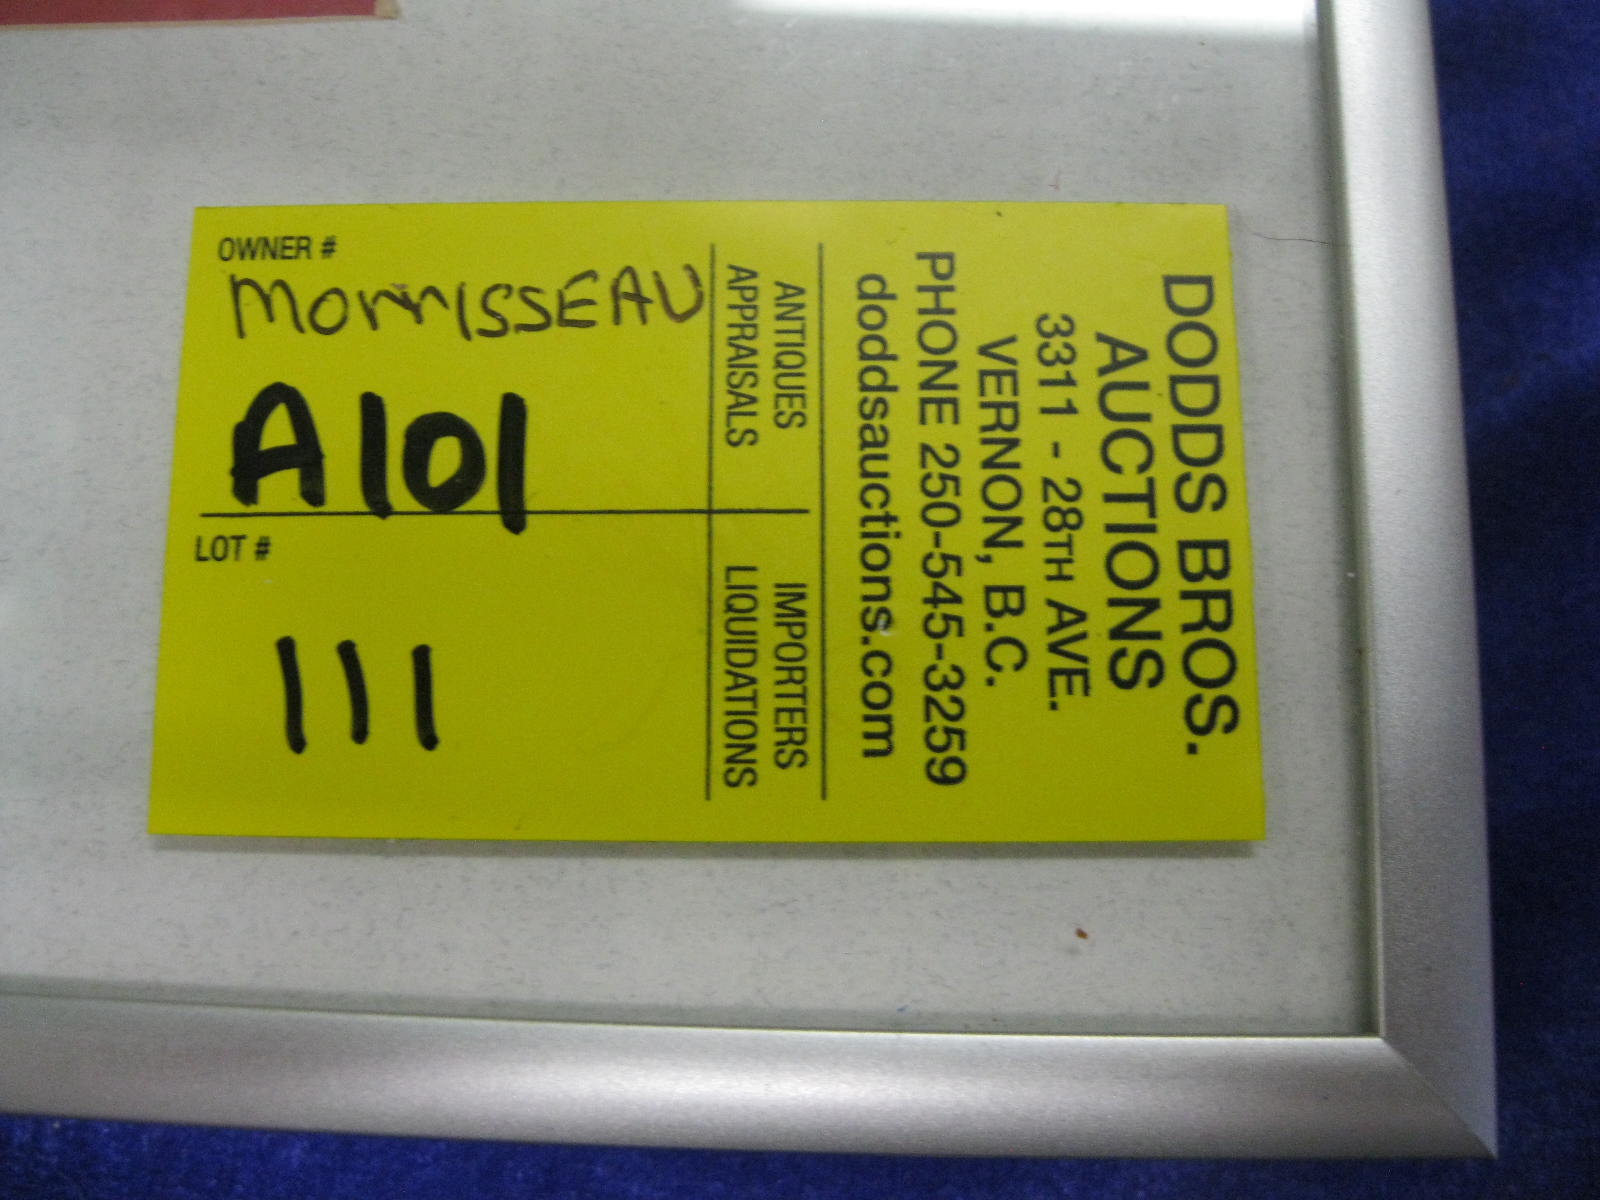 DODDS BROS.
AUCTIONS
3311 - 28TH AVE.
VERNON, B.C.
PHONE 250-545-3259
doddsauctions.com
ANTIQUES IMPORTERS
APPRAISALS LIQUIDATIONS
OWNER #
MorrISSEAU
A101
LOT #
111